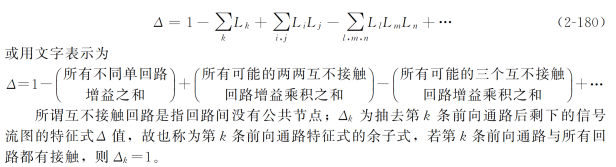 Δ = 1 − ∑_k L_k + ∑_{i,j} L_i L_j − ∑_{l,m,n} L_l L_m L_n + ⋯ (2-180)
或用文字表示为
Δ=1−(所有不同单回路增益之和)+(所有可能的两两互不接触回路增益乘积之和)−(所有可能的三个互不接触回路增益乘积之和)+⋯
所谓互不接触回路是指回路间没有公共节点；Δ_k 为抽去第 k 条前向通路后剩下的信号
流图的特征式Δ 值，故也称为第 k 条前向通路特征式的余子式，若第 k 条前向通路与所有回
路都有接触，则 Δ_k=1。